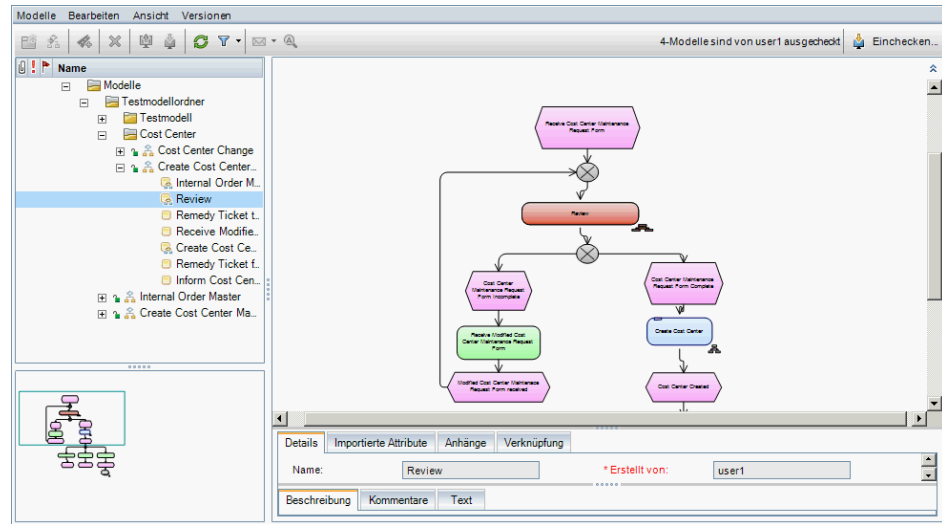 Modelle Bearbeiten Ansicht Versionen
4-Modelle sind von user1 ausgecheckt Einchecken...
Name
Modelle
Testmodellordner
Testmodell
Cost Center
Cost Center Change
Create Cost Center...
Internal Order M...
Review
Remedy Ticket t...
Receive Modifie...
Create Cost Ce...
Remedy Ticket f...
Inform Cost Cen...
Internal Order Master
Create Cost Center Ma...
Receive Cost Center Maintenance
Request Form
Review
Cost Center
Maintenance Request
Form Incomplete
Cost Center Maintenance
Request Form Complete
Receive Modified Cost
Center Maintenance Request
Form
Create Cost Center
Modified Cost Center Maintenace
Request Form received
Cost Center Created
Details Importierte Attribute Anhänge Verknüpfung
Name: Review * Erstellt von: user1
Beschreibung Kommentare Text